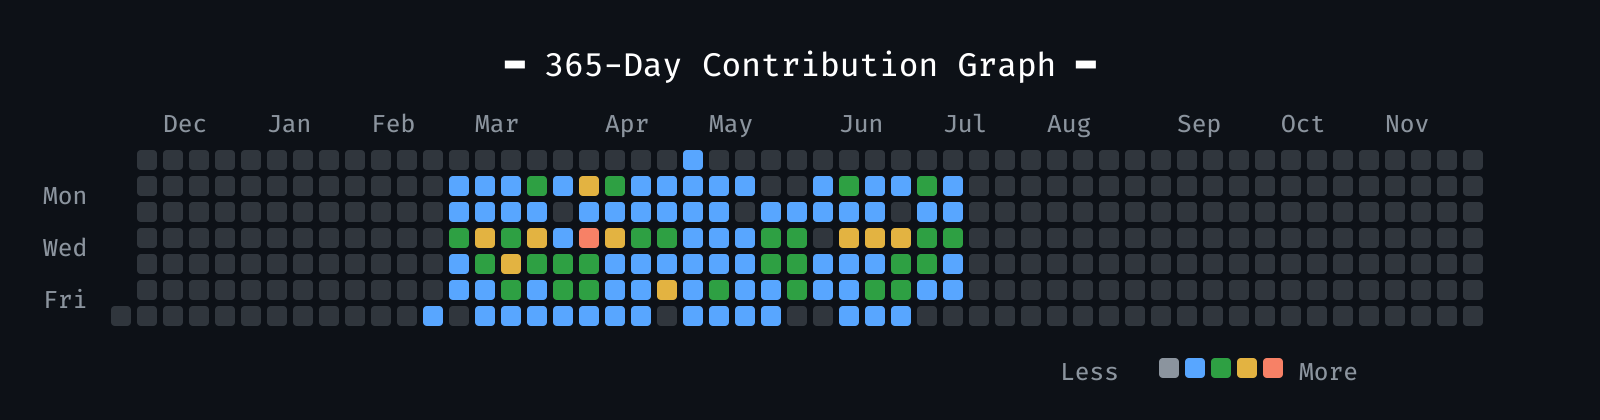 ━ 365-Day Contribution Graph ━
Dec Jan Feb Mar Apr May Jun Jul Aug Sep Oct Nov
Mon
Wed
Fri
Less More